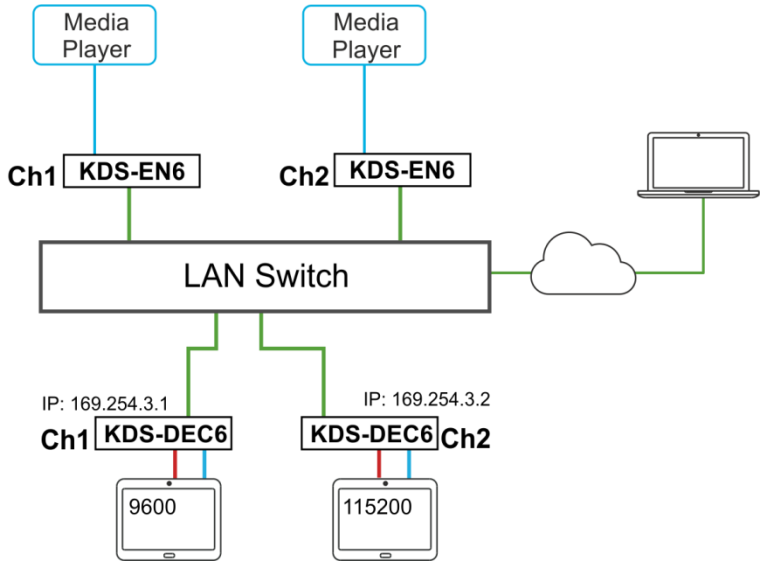 Media
Player
Media
Player
Ch1
KDS-EN6
Ch2
KDS-EN6
LAN Switch
IP: 169.254.3.1
IP: 169.254.3.2
Ch1
KDS-DEC6
KDS-DEC6
Ch2
9600
115200